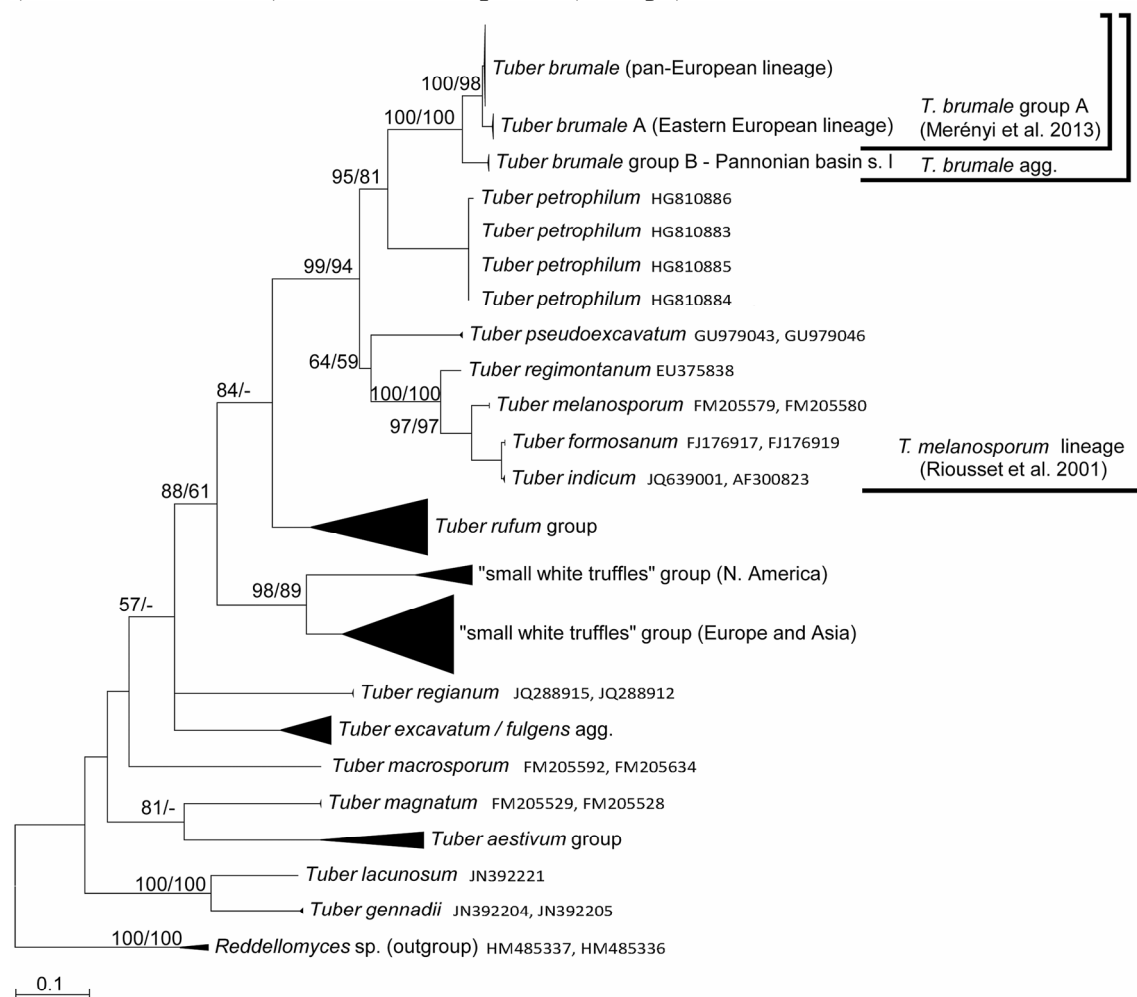 100/98
Tuber brumale (pan-European lineage)
100/100
Tuber brumale A (Eastern European lineage)
T. brumale group A
(Merényi et al. 2013)
Tuber brumale group B - Pannonian basin s. l
T. brumale agg.
95/81
Tuber petrophilum HG810886
Tuber petrophilum HG810883
Tuber petrophilum HG810885
99/94
Tuber petrophilum HG810884
Tuber pseudoexcavatum GU979043, GU979046
64/59
Tuber regimontanum EU375838
100/100
84/-
Tuber melanosporum FM205579, FM205580
97/97
Tuber formosanum FJ176917, FJ176919
T. melanosporum lineage
(Riousset et al. 2001)
Tuber indicum JQ639001, AF300823
88/61
Tuber rufum group
"small white truffles" group (N. America)
98/89
57/-
"small white truffles" group (Europe and Asia)
Tuber regianum JQ288915, JQ288912
Tuber excavatum / fulgens agg.
Tuber macrosporum FM205592, FM205634
81/-
Tuber magnatum FM205529, FM205528
Tuber aestivum group
Tuber lacunosum JN392221
100/100
Tuber gennadii JN392204, JN392205
100/100
Reddellomyces sp. (outgroup) HM485337, HM485336
0.1